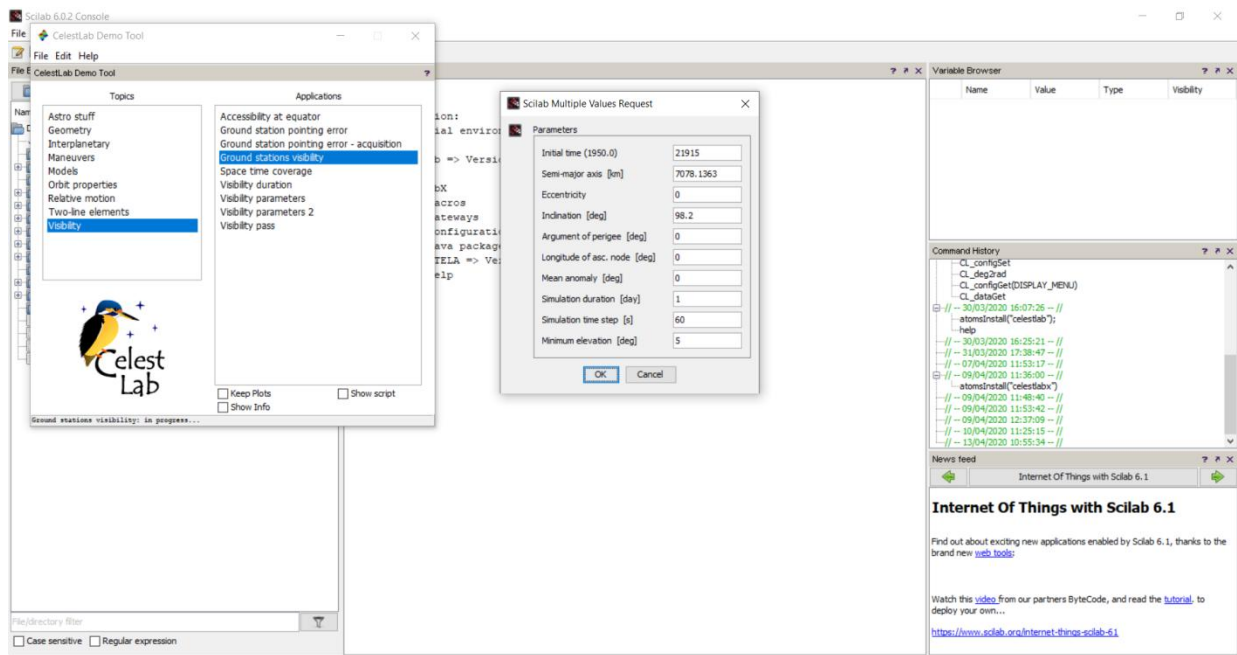 Scilab 6.0.2 Console
File
CelestLab Demo Tool
File Edit Help
CelestLab Demo Tool
Topics
Astro stuff
Geometry
Interplanetary
Maneuvers
Models
Orbit properties
Relative motion
Two-line elements
Visibility
Celest
Lab
Applications
Accessibility at equator
Ground station pointing error
Ground station pointing error - acquisition
Ground stations visibility
Space time coverage
Visibility duration
Visibility parameters
Visibility parameters 2
Visibility pass
Keep Plots
Show script
Show Info
Ground stations visibility: in progress...
File/directory filter
Case sensitive
Regular expression
Scilab Multiple Values Request
Parameters
Initial time (1950.0) 21915
Semi-major axis [km] 7078.1363
Eccentricity 0
Inclination [deg] 98.2
Argument of perigee [deg] 0
Longitude of asc. node [deg] 0
Mean anomaly [deg] 0
Simulation duration [day] 1
Simulation time step [s] 60
Minimum elevation [deg] 5
OK Cancel
Variable Browser
Name Value Type Visibility
Command History
CL_configSet
CL_deg2rad
CL_configGet(DISPLAY_MENU)
CL_dataGet
// -- 30/03/2020 16:07:26 -- //
atomsInstall("celestlab");
help
// -- 30/03/2020 16:25:21 -- //
// -- 31/03/2020 17:38:47 -- //
// -- 07/04/2020 11:53:17 -- //
// -- 09/04/2020 11:36:00 -- //
atomsInstall("celestlabx")
// -- 09/04/2020 11:48:40 -- //
// -- 09/04/2020 11:53:42 -- //
// -- 09/04/2020 12:37:09 -- //
// -- 10/04/2020 11:25:15 -- //
// -- 13/04/2020 10:55:34 -- //
News feed
Internet Of Things with Scilab 6.1
Internet Of Things with Scilab 6.1
Find out about exciting new applications enabled by Scilab 6.1, thanks to the
brand new web tools:
Watch this video from our partners ByteCode, and read the tutorial, to
deploy your own...
https://www.scilab.org/internet-things-scilab-61